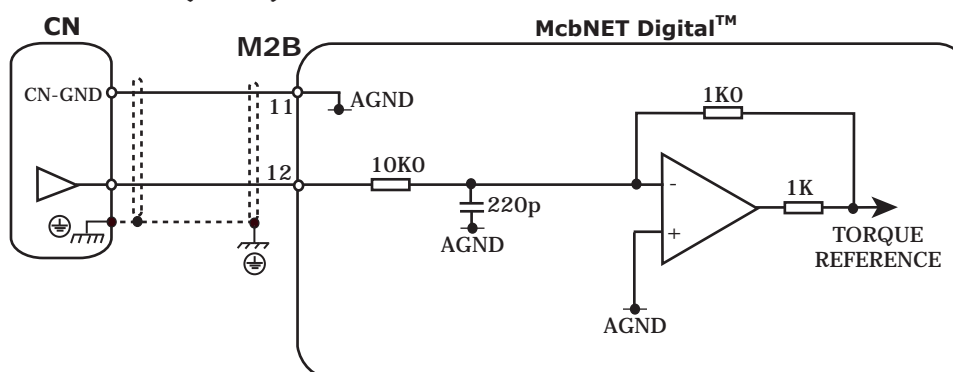 CN
McbNET Digital™
M2B
CN-GND
11
AGND
1K0
12
10K0
220p
AGND
-
+
1K
TORQUE
REFERENCE
AGND